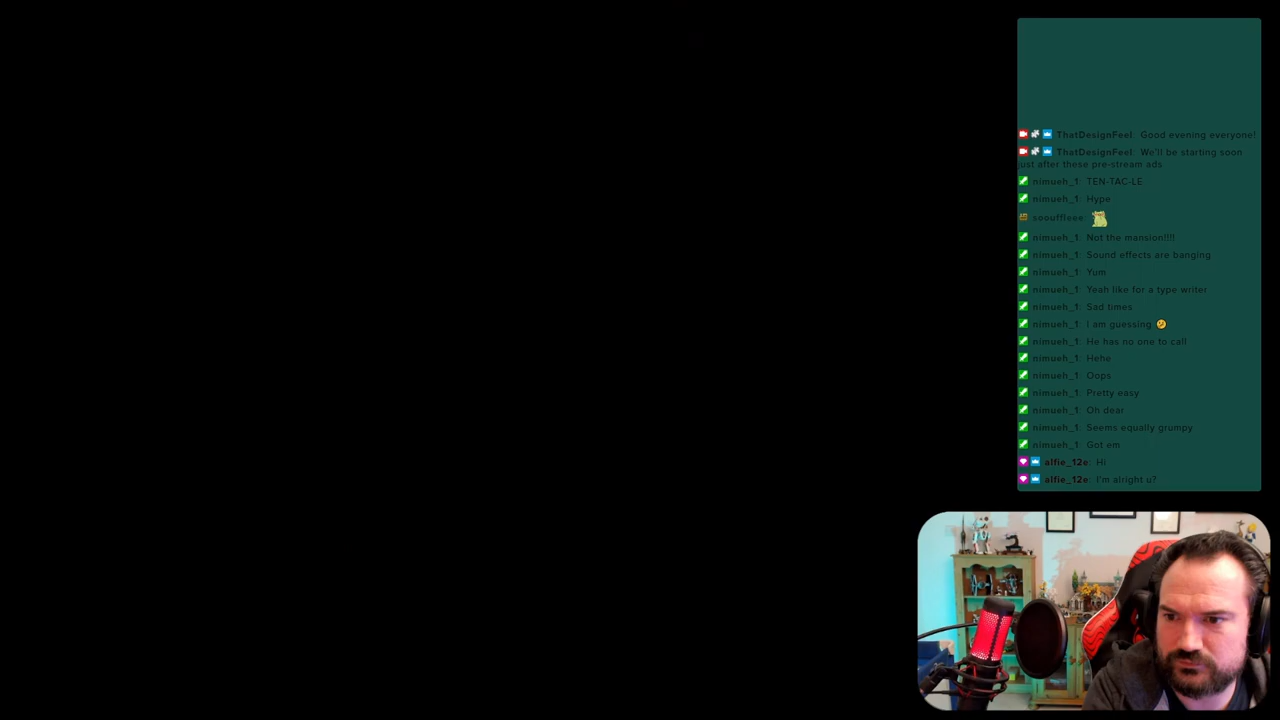 ThatDesignFeel: Good evening everyone!
ThatDesignFeel: We'll be starting soon
just after these pre-stream ads
nimueh_1: TEN-TAC-LE
nimueh_1: Hype
soouffleee:
nimueh_1: Not the mansion!!!!
nimueh_1: Sound effects are banging
nimueh_1: Yum
nimueh_1: Yeah like for a type writer
nimueh_1: Sad times
nimueh_1: I am guessing 🤔
nimueh_1: He has no one to call
nimueh_1: Hehe
nimueh_1: Oops
nimueh_1: Pretty easy
nimueh_1: Oh dear
nimueh_1: Seems equally grumpy
nimueh_1: Got em
alfie_12e: Hi
alfie_12e: I'm alright u?